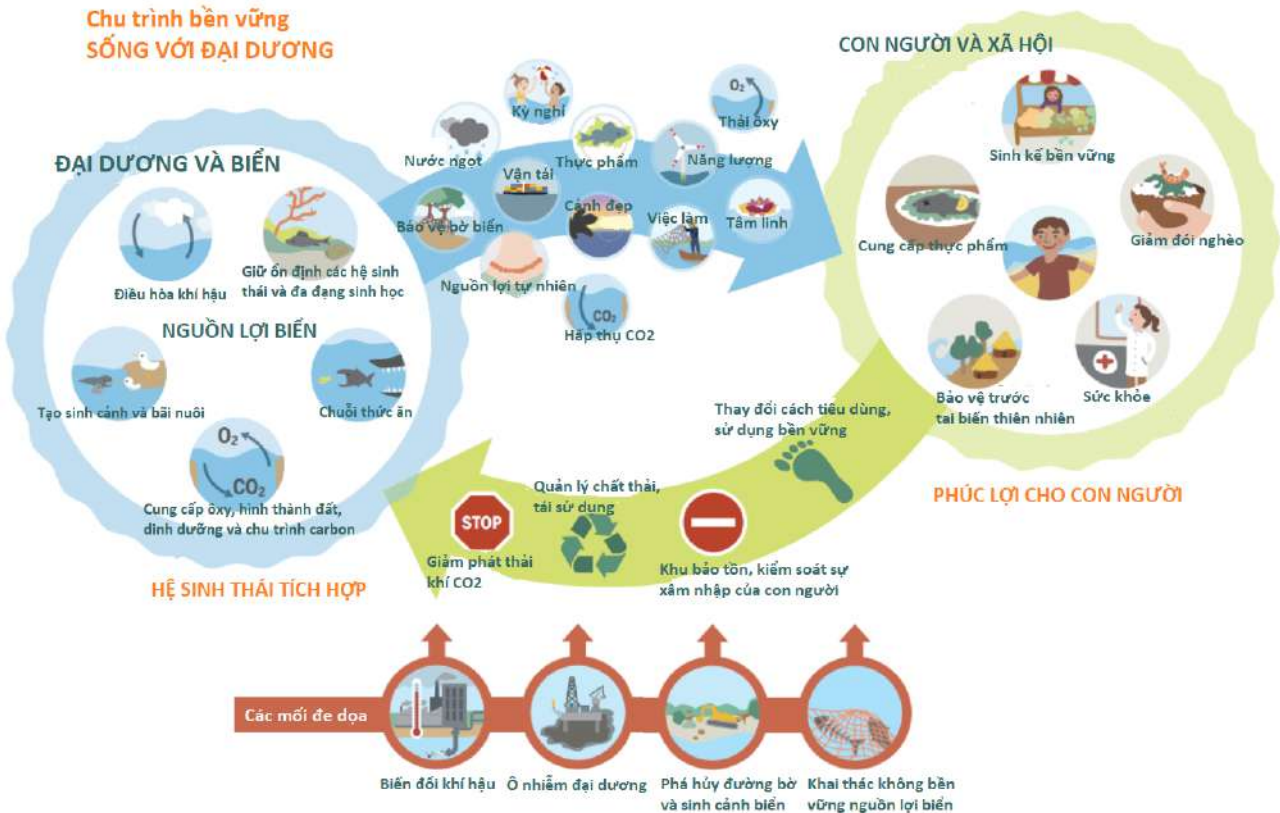 Chu trình bền vững
SỐNG VỚI ĐẠI DƯƠNG
CON NGƯỜI VÀ XÃ HỘI
ĐẠI DƯƠNG VÀ BIỂN
Điều hòa khí hậu
Giữ ổn định các hệ sinh
thái và đa dạng sinh học
NGUỒN LỢI BIỂN
Tạo sinh cảnh và bãi nuôi
Chuỗi thức ăn
O₂
CO₂
Cung cấp ôxy, hình thành đất,
dinh dưỡng và chu trình carbon
HỆ SINH THÁI TÍCH HỢP
Kỳ nghỉ
O₂
Thải ôxy
Nước ngọt
Thực phẩm
Năng lượng
Vận tải
Bảo vệ bờ biển
Cảnh đẹp
Việc làm
Tâm linh
Nguồn lợi tự nhiên
CO₂
Hấp thụ CO2
Sinh kế bền vững
Cung cấp thực phẩm
Giảm đói nghèo
Bảo vệ trước
tai biến thiên nhiên
Sức khỏe
PHÚC LỢI CHO CON NGƯỜI
Thay đổi cách tiêu dùng,
sử dụng bền vững
Quản lý chất thải,
tái sử dụng
STOP
Giảm phát thải
khí CO2
Khu bảo tồn, kiểm soát sự
xâm nhập của con người
Các mối đe dọa
Biến đổi khí hậu
Ô nhiễm đại dương
Phá hủy đường bờ
và sinh cảnh biển
Khai thác không bền
vững nguồn lợi biển